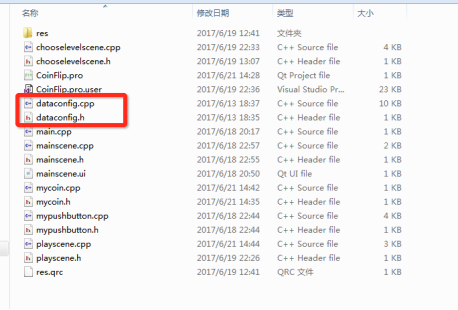 名称 修改日期 类型 大小
res 2017/6/19 12:41 文件夹
chooselevelscene.cpp 2017/6/19 22:33 C++ Source file 4 KB
chooselevelscene.h 2017/6/19 13:07 C++ Header file 1 KB
CoinFlip.pro 2017/6/21 14:28 Qt Project file 1 KB
CoinFlip.pro.user 2017/6/19 22:36 Visual Studio Pr... 23 KB
dataconfig.cpp 2017/6/13 18:37 C++ Source file 10 KB
dataconfig.h 2017/6/13 18:35 C++ Header file 1 KB
main.cpp 2017/6/18 20:17 C++ Source file 1 KB
mainscene.cpp 2017/6/18 22:57 C++ Source file 2 KB
mainscene.h 2017/6/18 22:55 C++ Header file 1 KB
mainscene.ui 2017/6/18 20:50 Qt UI file 1 KB
mycoin.cpp 2017/6/21 14:42 C++ Source file 1 KB
mycoin.h 2017/6/21 14:35 C++ Header file 1 KB
mypushbutton.cpp 2017/6/18 22:44 C++ Source file 4 KB
mypushbutton.h 2017/6/18 22:44 C++ Header file 1 KB
playscene.cpp 2017/6/21 14:44 C++ Source file 3 KB
playscene.h 2017/6/19 22:26 C++ Header file 1 KB
res.qrc 2017/6/19 12:41 QRC 文件 1 KB